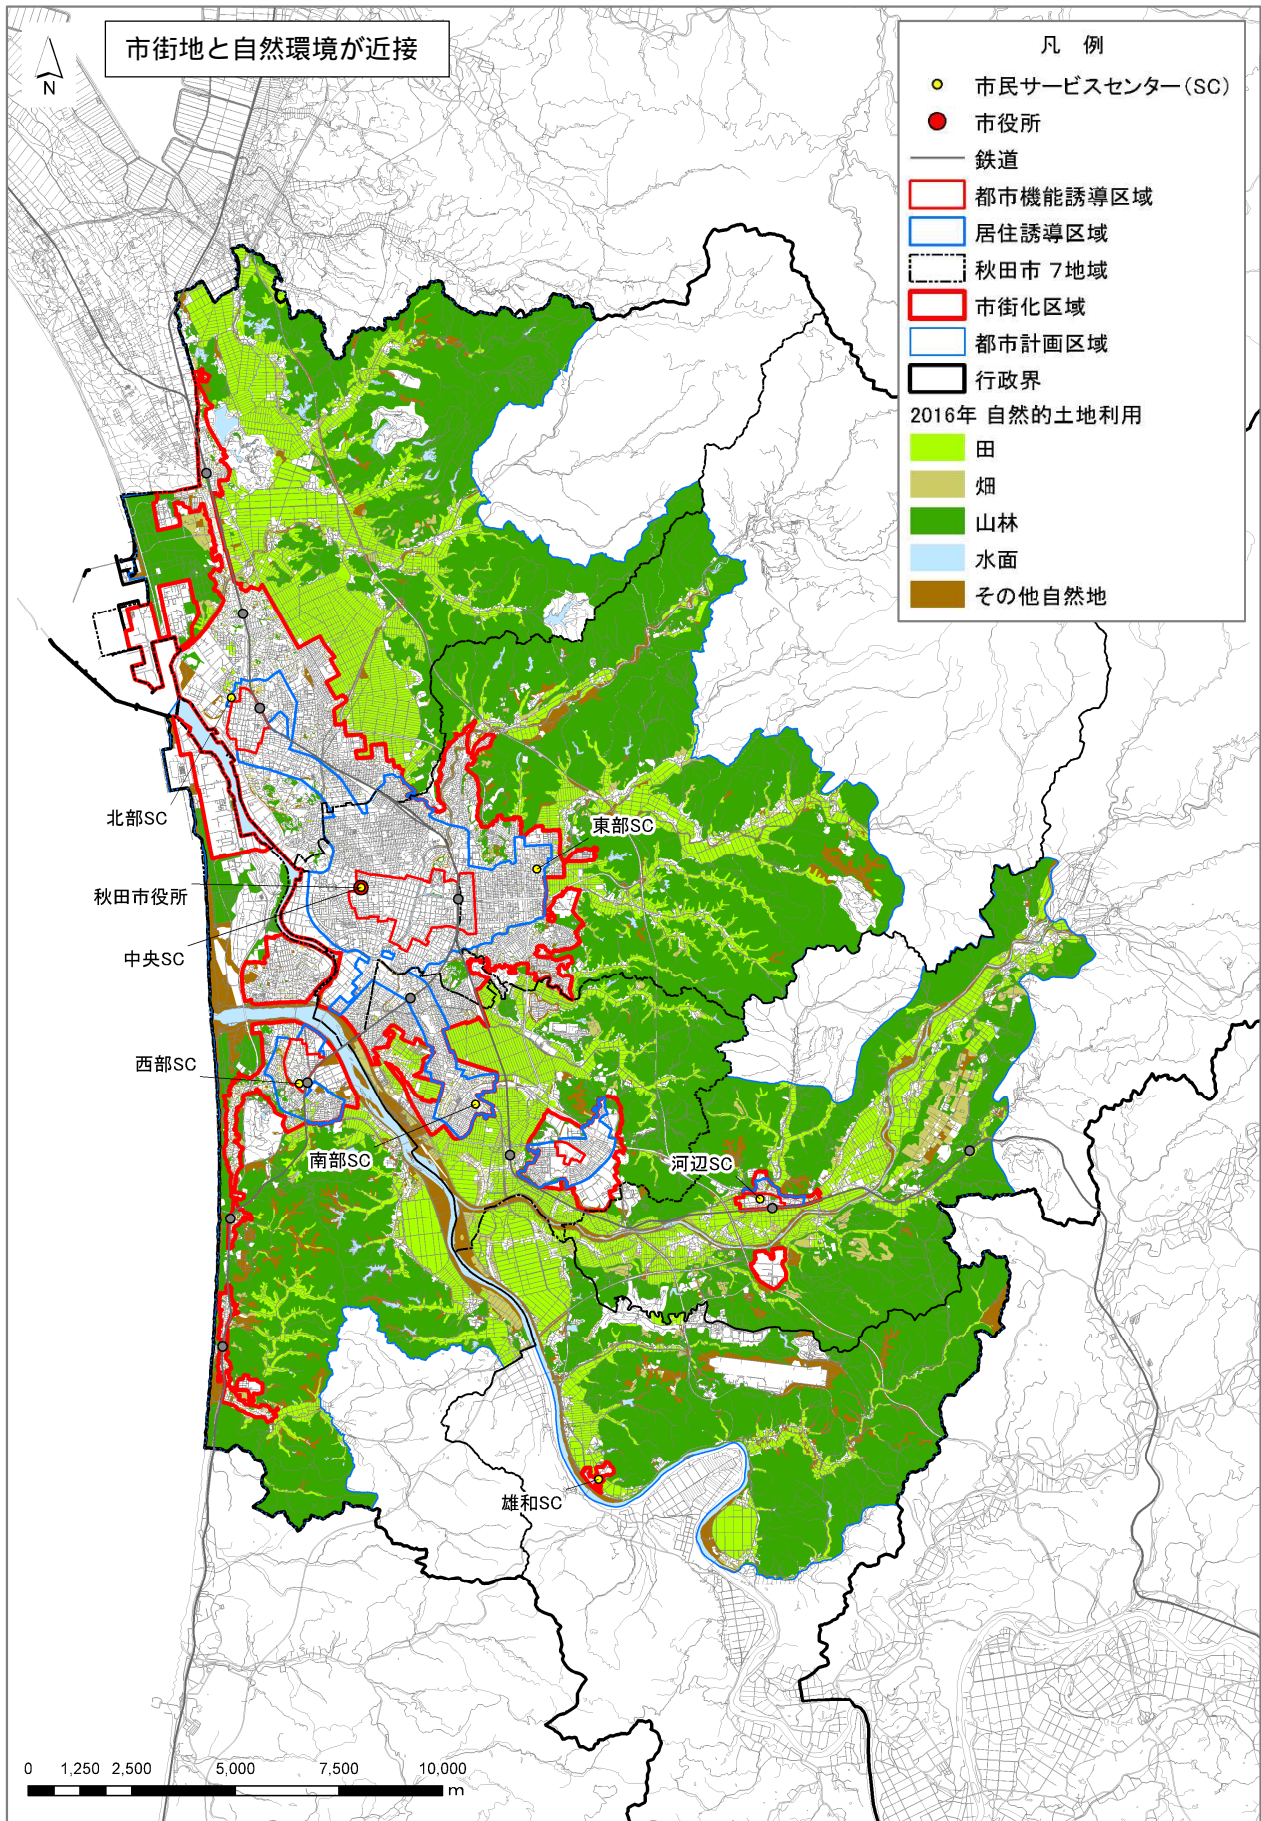 市街地と自然環境が近接
N
凡 例
市民サービスセンター(SC)
市役所
鉄道
都市機能誘導区域
居住誘導区域
秋田市 7地域
市街化区域
都市計画区域
行政界
2016年 自然的土地利用
田
畑
山林
水面
その他自然地
北部SC
東部SC
秋田市役所
中央SC
西部SC
南部SC
河辺SC
雄和SC
0 1,250 2,500 5,000 7,500 10,000
m